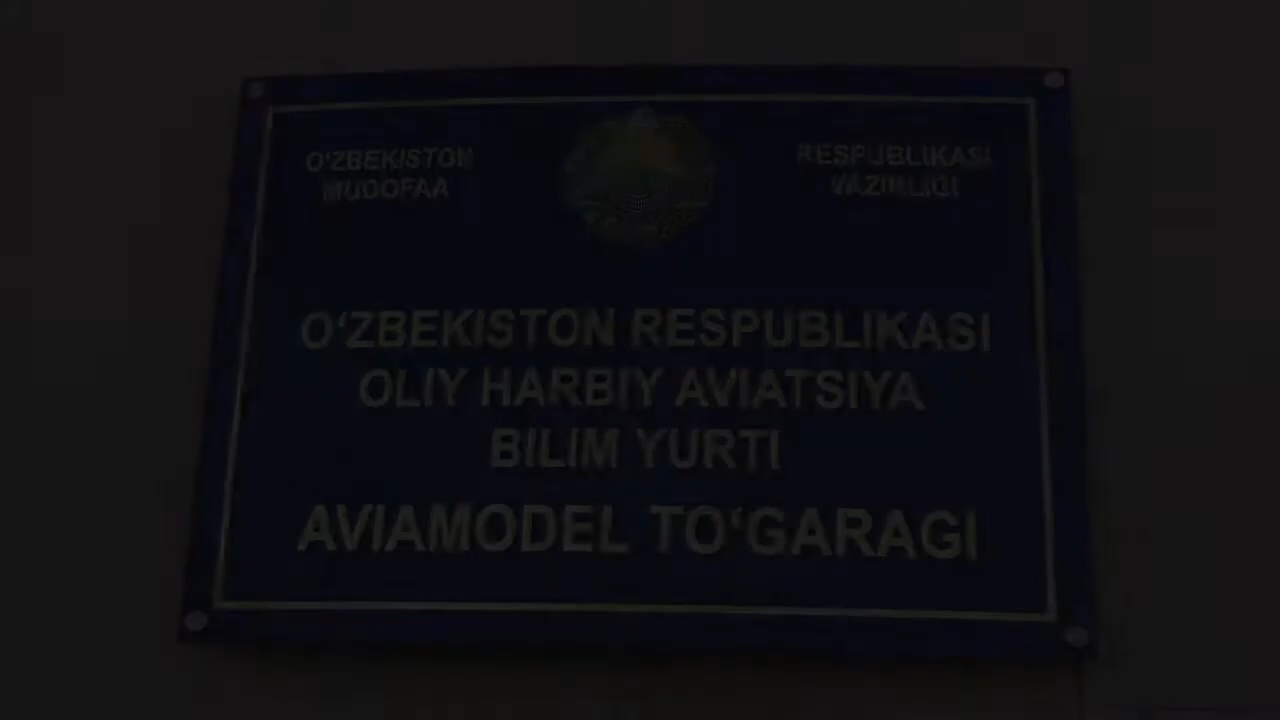 O‘ZBEKISTON
MUDOFAA
RESPUBLIKASI
VAZIRLIGI
O‘ZBEKISTON RESPUBLIKASI
OLIY HARBIY AVIATSIYA
BILIM YURTI
AVIAMODEL TO‘GARAGI